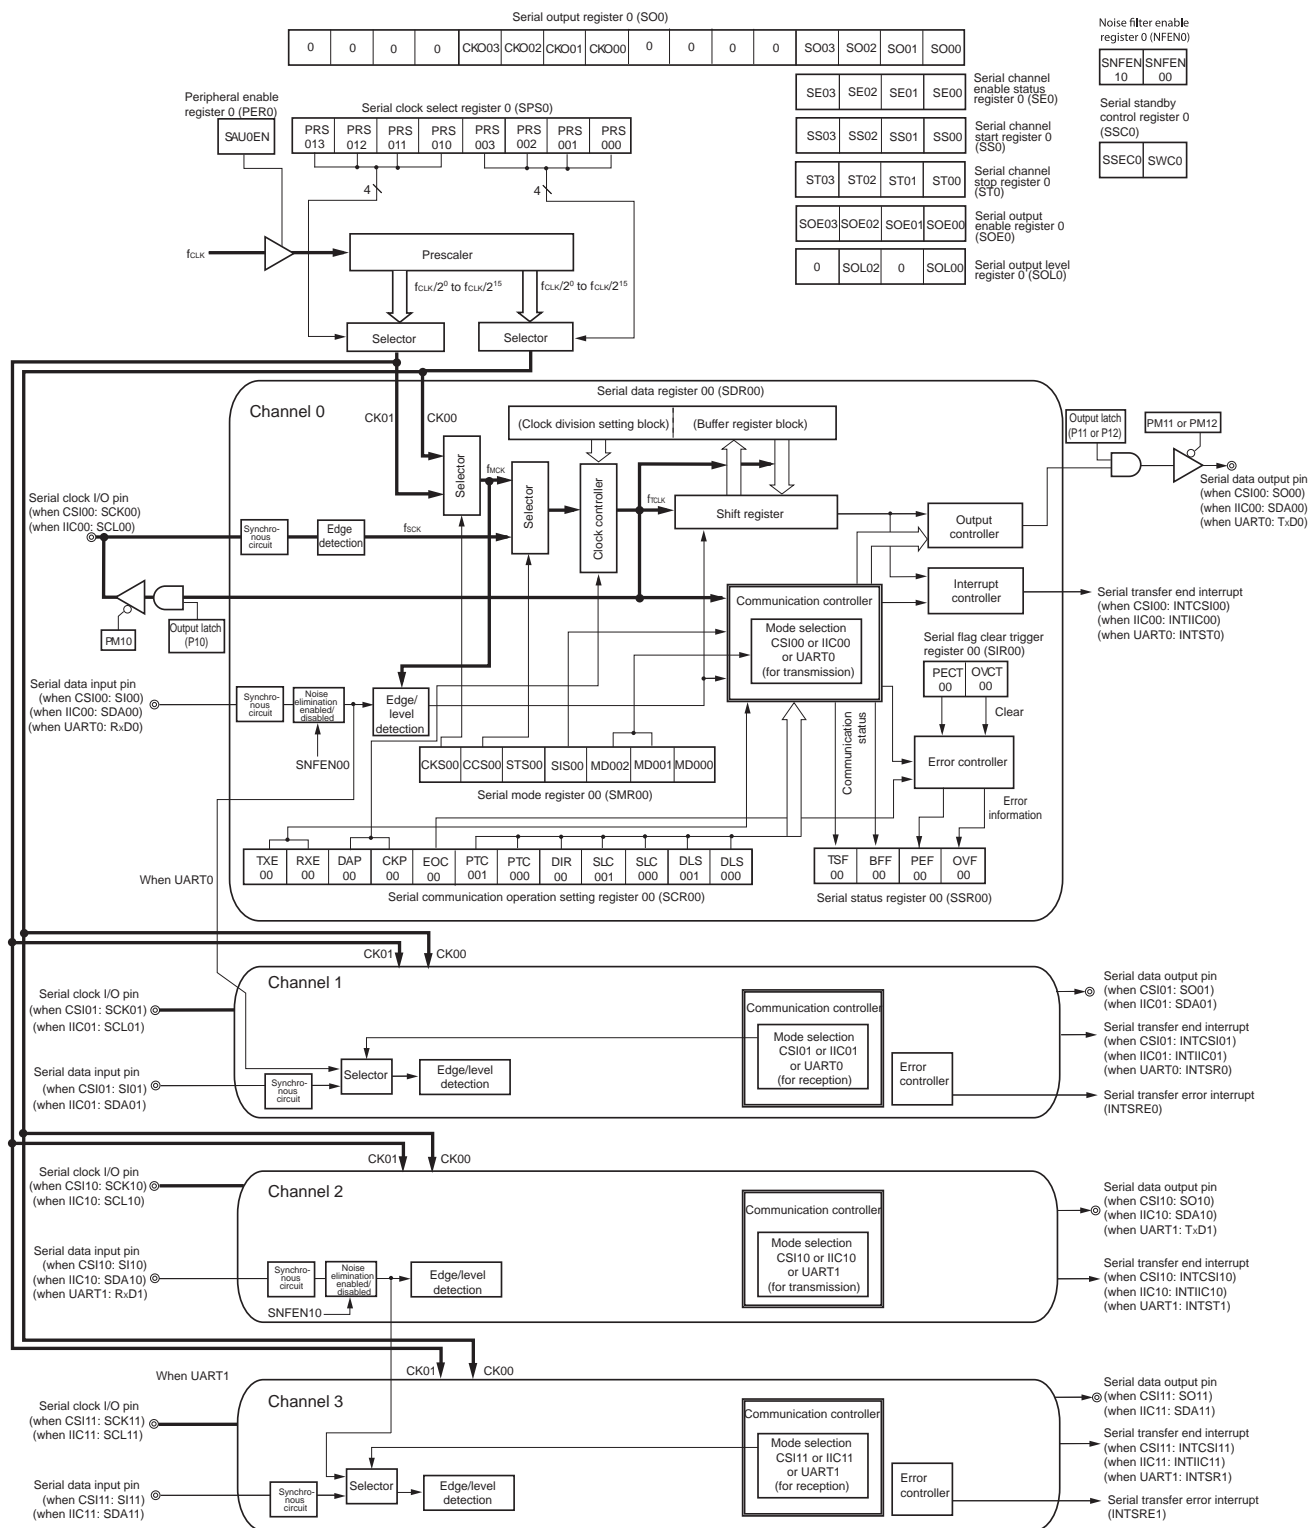 Serial output register 0 (SO0)
0 0 0 0 CKO03 CKO02 CKO01 CKO00 0 0 0 0 SO03 SO02 SO01 SO00
Noise filter enable
register 0 (NFEN0)
SNFEN SNFEN
10 00
Peripheral enable
register 0 (PER0)
SAU0EN
Serial clock select register 0 (SPS0)
PRS PRS PRS PRS PRS PRS PRS PRS
013 012 011 010 003 002 001 000
4
4
SE03 SE02 SE01 SE00
Serial channel
enable status
register 0 (SE0)
SS03 SS02 SS01 SS00
Serial channel
start register 0
(SS0)
ST03 ST02 ST01 ST00
Serial channel
stop register 0
(ST0)
SOE03 SOE02 SOE01 SOE00
Serial output
enable register 0
(SOE0)
0 SOL02 0 SOL00
Serial output level
register 0 (SOL0)
Serial standby
control register 0
(SSC0)
SSEC0 SWC0
fCLK
Prescaler
fCLK/2⁰ to fCLK/2¹⁵
fCLK/2⁰ to fCLK/2¹⁵
Selector
Selector
Channel 0
CK01
CK00
Serial data register 00 (SDR00)
(Clock division setting block)
(Buffer register block)
Selector
fMCK
Selector
Clock controller
fTCLK
Shift register
Output latch
(P11 or P12)
PM11 or PM12
Serial data output pin
(when CSI00: SO00)
(when IIC00: SDA00)
(when UART0: TxD0)
Serial clock I/O pin
(when CSI00: SCK00)
(when IIC00: SCL00)
Synchro-
nous
circuit
Edge
detection
fSCK
Output
controller
Interrupt
controller
Serial transfer end interrupt
(when CSI00: INTCSI00)
(when IIC00: INTIIC00)
(when UART0: INTST0)
PM10
Output latch
(P10)
Communication controller
Mode selection
CSI00 or IIC00
or UART0
(for transmission)
Serial flag clear trigger
register 00 (SIR00)
PECT OVCT
00 00
Clear
Serial data input pin
(when CSI00: SI00)
(when IIC00: SDA00)
(when UART0: RxD0)
Synchro-
nous
circuit
Noise
elimination
enabled/
disabled
Edge/
level
detection
SNFEN00
CKS00 CCS00 STS00 SIS00 MD002 MD001 MD000
Serial mode register 00 (SMR00)
Communication
status
Error controller
Error
information
TXE RXE DAP CKP EOC PTC PTC DIR SLC SLC DLS DLS
00 00 00 00 00 001 000 00 001 000 001 000
Serial communication operation setting register 00 (SCR00)
TSF BFF PEF OVF
00 00 00 00
Serial status register 00 (SSR00)
When UART0
CK01
CK00
Channel 1
Serial clock I/O pin
(when CSI01: SCK01)
(when IIC01: SCL01)
Serial data input pin
(when CSI01: SI01)
(when IIC01: SDA01)
Synchro-
nous
circuit
Selector
Edge/level
detection
Communication controller
Mode selection
CSI01 or IIC01
or UART0
(for reception)
Error
controller
Serial data output pin
(when CSI01: SO01)
(when IIC01: SDA01)
Serial transfer end interrupt
(when CSI01: INTCSI01)
(when IIC01: INTIIC01)
(when UART0: INTSR0)
Serial transfer error interrupt
(INTSRE0)
CK01
CK00
Channel 2
Serial clock I/O pin
(when CSI10: SCK10)
(when IIC10: SCL10)
Serial data input pin
(when CSI10: SI10)
(when IIC10: SDA10)
(when UART1: RxD1)
Synchro-
nous
circuit
Noise
elimination
enabled/
disabled
SNFEN10
Edge/level
detection
Communication controller
Mode selection
CSI10 or IIC10
or UART1
(for transmission)
Serial data output pin
(when CSI10: SO10)
(when IIC10: SDA10)
(when UART1: TxD1)
Serial transfer end interrupt
(when CSI10: INTCSI10)
(when IIC10: INTIIC10)
(when UART1: INTST1)
When UART1
CK01
CK00
Channel 3
Serial clock I/O pin
(when CSI11: SCK11)
(when IIC11: SCL11)
Serial data input pin
(when CSI11: SI11)
(when IIC11: SDA11)
Synchro-
nous
circuit
Selector
Edge/level
detection
Communication controller
Mode selection
CSI11 or IIC11
or UART1
(for reception)
Error
controller
Serial data output pin
(when CSI11: SO11)
(when IIC11: SDA11)
Serial transfer end interrupt
(when CSI11: INTCSI11)
(when IIC11: INTIIC11)
(when UART1: INTSR1)
Serial transfer error interrupt
(INTSRE1)